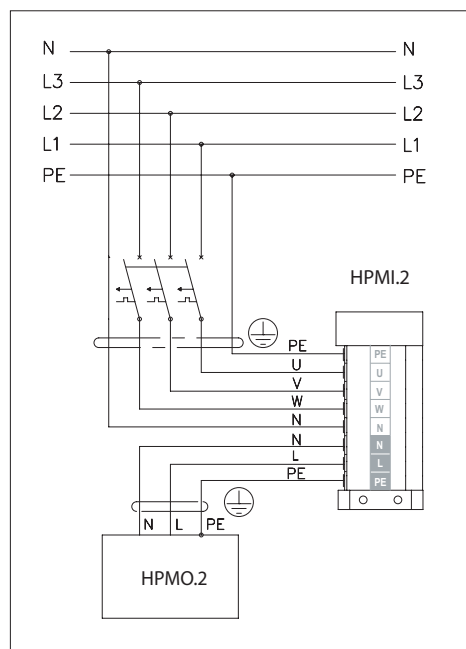 N N
L3 L3
L2 L2
L1 L1
PE PE
HPMI.2
PE PE
U U
V V
W W
N N
N N
L L
PE PE
N L PE
HPMO.2